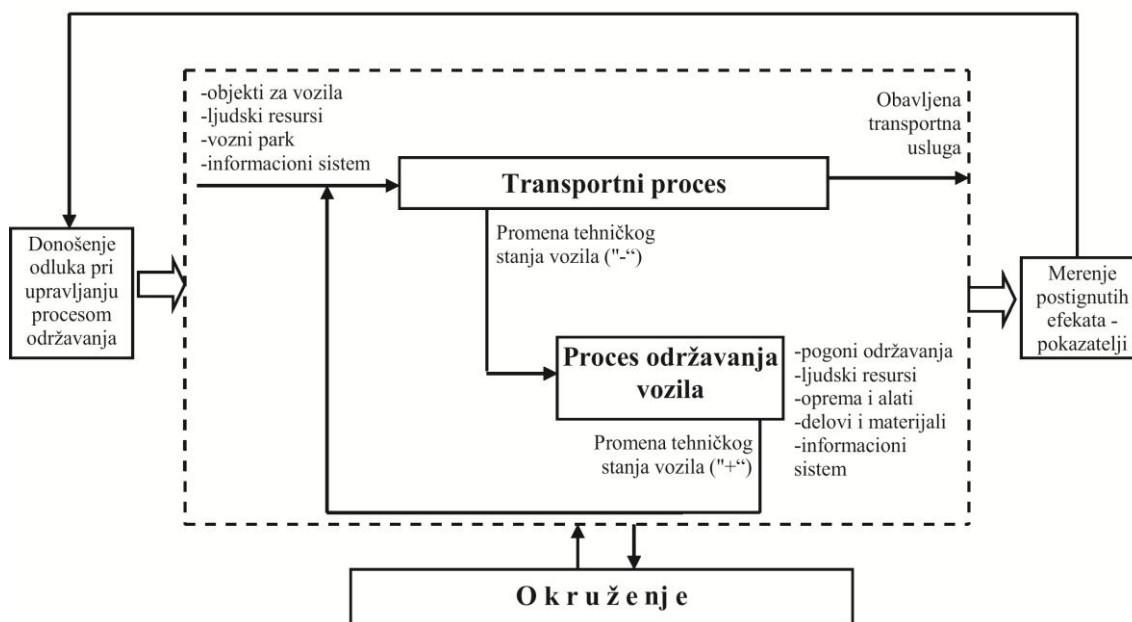 -objekti za vozila
-ljudski resursi
-vozni park
-informacioni sistem
Obavljena
transportna
usluga
Transportni proces
Donošenje
odluka pri
upravljanju
procesom
održavanja
Promena tehničkog
stanja vozila ("-“)
Merenje
postignutih
efekata -
pokazatelji
Proces održavanja
vozila
-pogoni održavanja
-ljudski resursi
-oprema i alati
-delovi i materijali
-informacioni
sistem
Promena tehničkog
stanja vozila ("+“)
O k r u ž e nj e